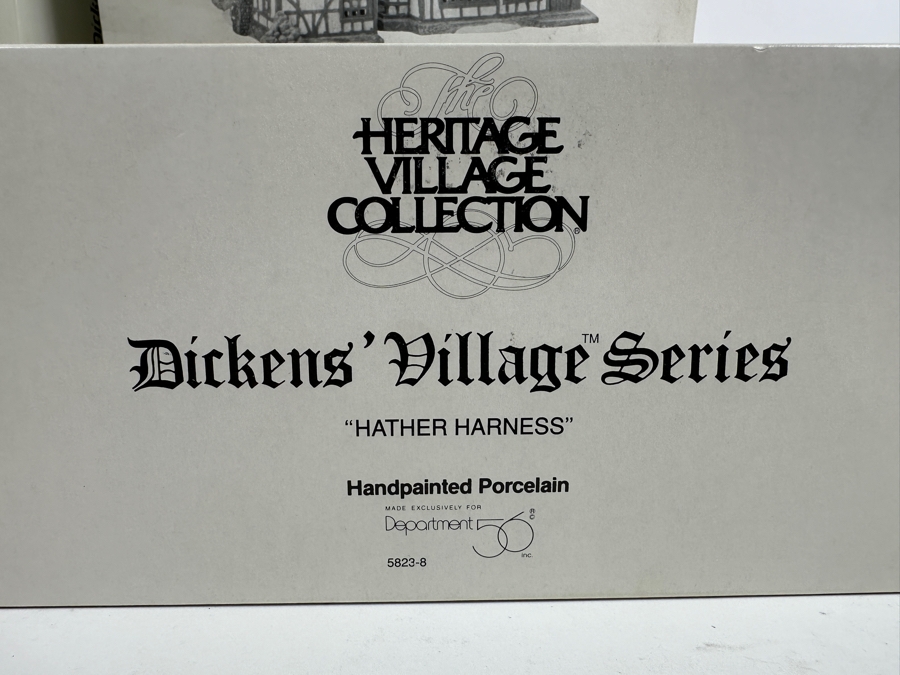 The
HERITAGE
VILLAGE
COLLECTION®
Dickens' Village™ Series
“HATHER HARNESS”
Handpainted Porcelain
MADE EXCLUSIVELY FOR
Department 56 ® ©
inc.
5823-8